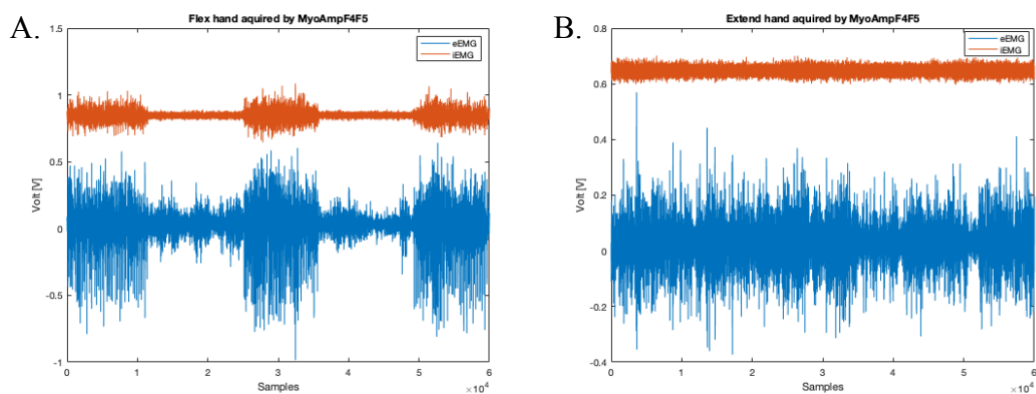 A.
Flex hand aquired by MyoAmpF4F5
eEMG
iEMG
1.5
1
0.5
0
-0.5
-1
Volt [V]
0
1
2
3
4
5
6
×10⁴
Samples
B.
Extend hand aquired by MyoAmpF4F5
eEMG
iEMG
0.8
0.6
0.4
0.2
0
-0.2
-0.4
Volt [V]
0
1
2
3
4
5
6
×10⁴
Samples